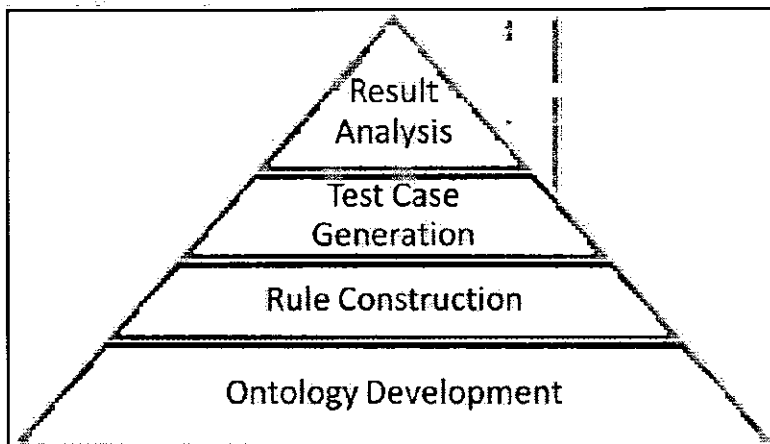 Result
Analysis
Test Case
Generation
Rule Construction
Ontology Development